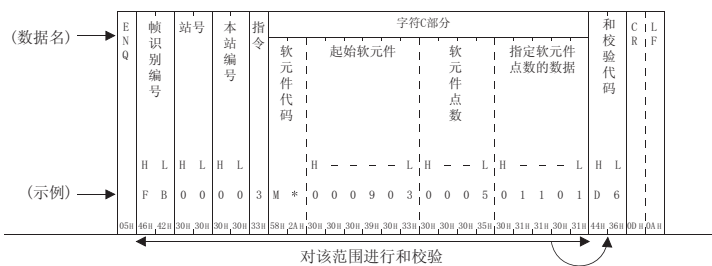 (数据名)
ENQ
帧识别编号
站号
本站编号
指令
字符C部分
软元件代码
起始软元件
软元件点数
指定软元件
点数的数据
和校验代码
CR
LF
H L H L H L H - - - L H - - L H - - - L H L
(示例)
F B 0 0 0 0 3 M * 0 0 0 9 0 3 0 0 0 5 0 1 1 0 1 D 6
05H 46H 42H 30H 30H 30H 30H 33H 58H 2AH 30H 30H 30H 39H 30H 33H 30H 30H 30H 35H 30H 31H 31H 30H 31H 44H 36H 0DH 0AH
对该范围进行和校验